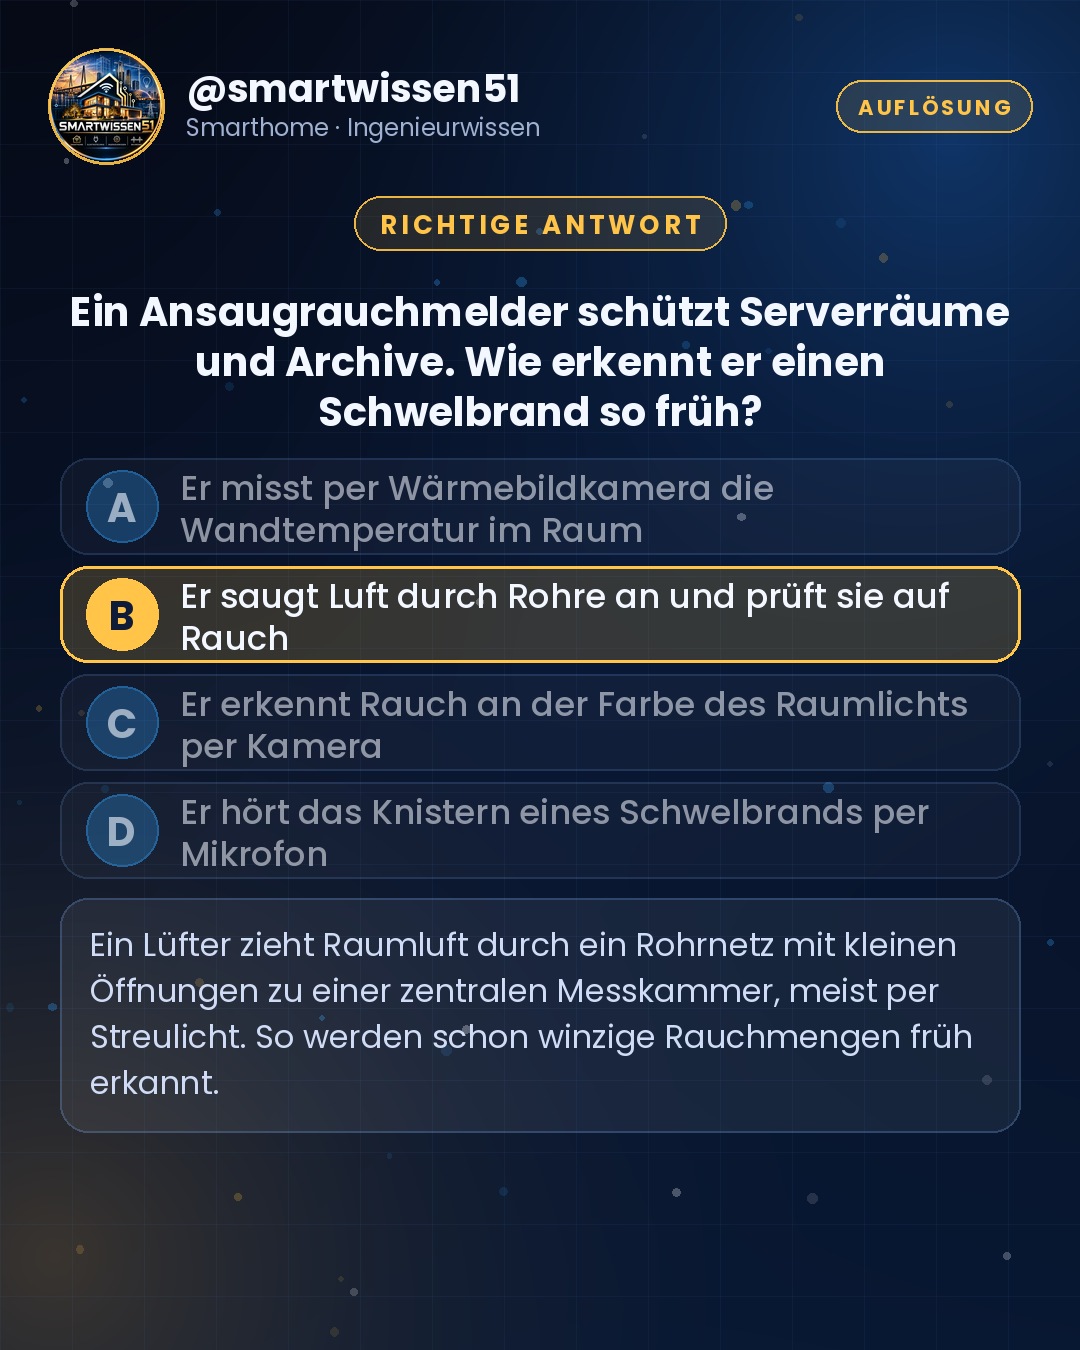 SMARTWISSEN51
@smartwissen51
Smarthome · Ingenieurwissen
AUFLÖSUNG
RICHTIGE ANTWORT
Ein Ansaugrauchmelder schützt Serverräume
und Archive. Wie erkennt er einen
Schwelbrand so früh?
A
Er misst per Wärmebildkamera die
Wandtemperatur im Raum
B
Er saugt Luft durch Rohre an und prüft sie auf
Rauch
C
Er erkennt Rauch an der Farbe des Raumlichts
per Kamera
D
Er hört das Knistern eines Schwelbrands per
Mikrofon
Ein Lüfter zieht Raumluft durch ein Rohrnetz mit kleinen
Öffnungen zu einer zentralen Messkammer, meist per
Streulicht. So werden schon winzige Rauchmengen früh
erkannt.